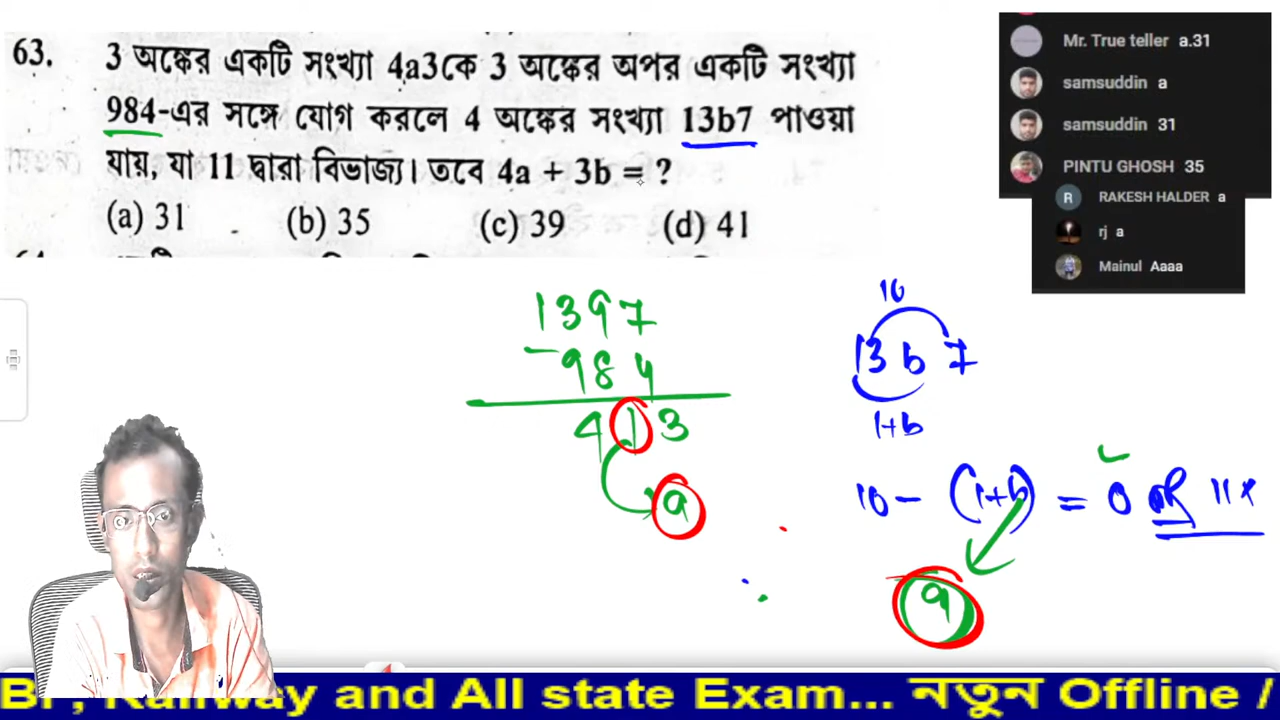 63. 3 অঙ্কের একটি সংখ্যা 4a3কে 3 অঙ্কের অপর একটি সংখ্যা
984-এর সঙ্গে যোগ করলে 4 অঙ্কের সংখ্যা 13b7 পাওয়া
যায়, যা 11 দ্বারা বিভাজ্য। তবে 4a + 3b = ?
(a) 31 (b) 35 (c) 39 (d) 41
Mr. True teller a.31
samsuddin a
samsuddin 31
PINTU GHOSH 35
R RAKESH HALDER a
rj a
Mainul Aaaa
1397
- 984
413
a
10
13b7
1+b
10 - (1+b) = 0 or 11x
9
and All state Exam... নতুন Offline /